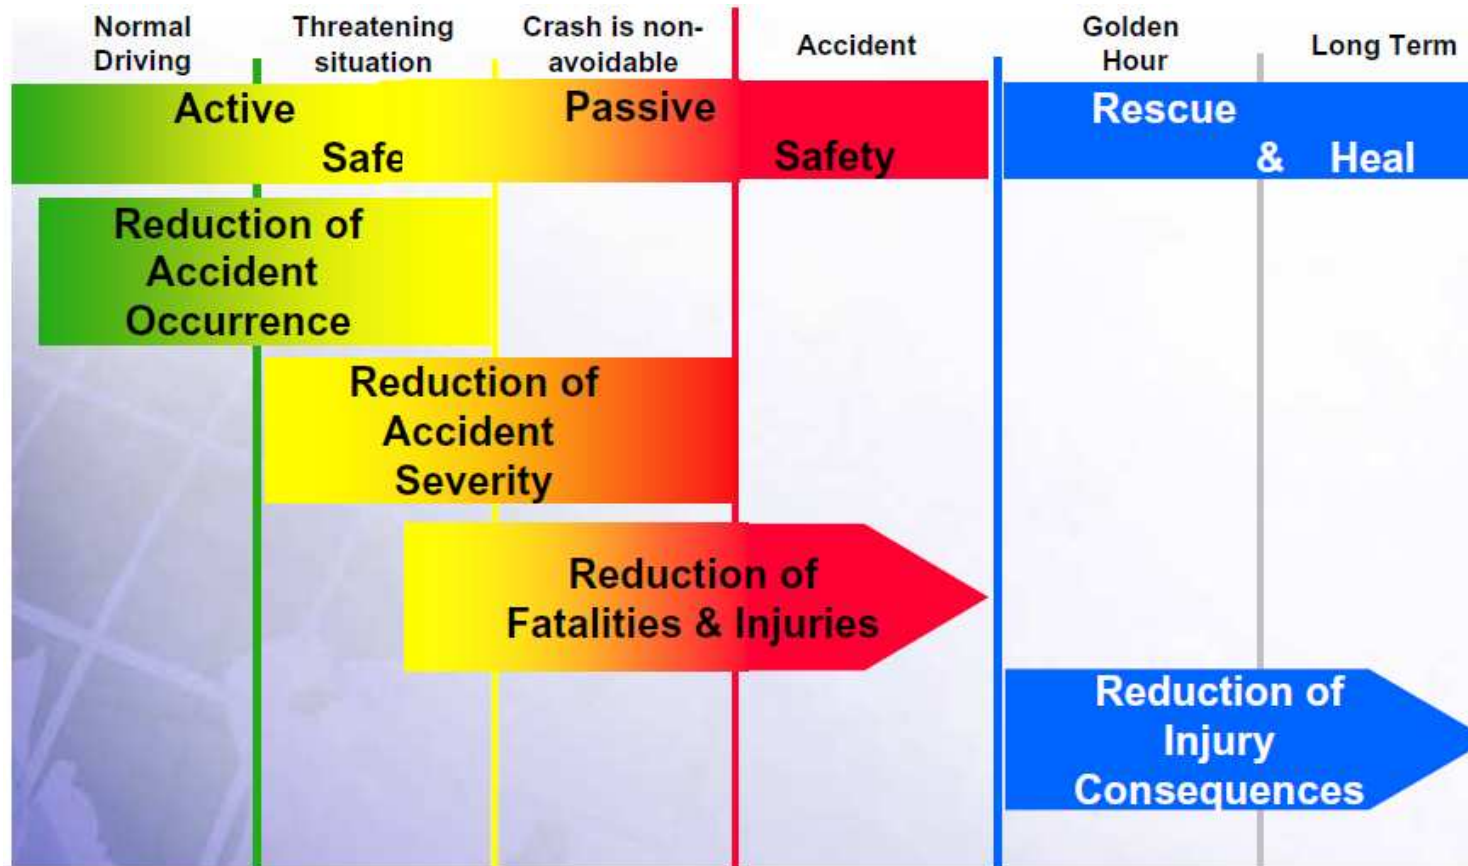 Normal
Driving
Threatening
situation
Crash is non-
avoidable
Accident
Golden
Hour
Long Term
Active
Safe
Passive
Safety
Rescue
& Heal
Reduction of
Accident
Occurrence
Reduction of
Accident
Severity
Reduction of
Fatalities & Injuries
Reduction of
Injury
Consequences